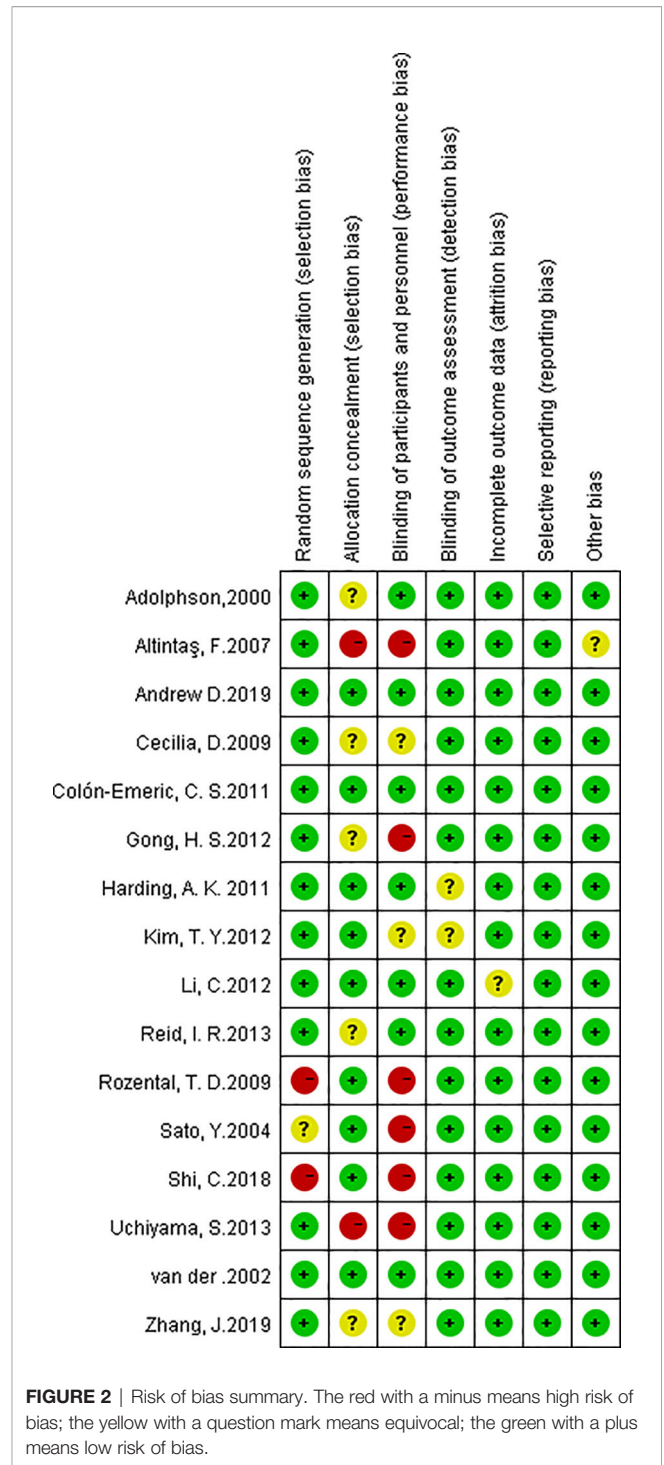 Random sequence generation (selection bias)
Allocation concealment (selection bias)
Blinding of participants and personnel (performance bias)
Blinding of outcome assessment (detection bias)
Incomplete outcome data (attrition bias)
Selective reporting (reporting bias)
Other bias
Adolphson,2000 + ? + + + + +
Altintaş, F.2007 + - - + + + ?
Andrew D.2019 + + + + + + +
Cecilia, D.2009 + ? ? + + + +
Colón-Emeric, C. S.2011 + + + + + + +
Gong, H. S.2012 + ? - + + + +
Harding, A. K. 2011 + + + ? + + +
Kim, T. Y.2012 + + ? ? + + +
Li, C.2012 + + + + ? + +
Reid, I. R.2013 + ? + + + + +
Rozental, T. D.2009 - + - + + + +
Sato, Y.2004 ? + - + + + +
Shi, C.2018 - + - + + + +
Uchiyama, S.2013 + - - + + + +
van der .2002 + + + + + + +
Zhang, J.2019 + ? ? + + + +
FIGURE 2 | Risk of bias summary. The red with a minus means high risk of
bias; the yellow with a question mark means equivocal; the green with a plus
means low risk of bias.